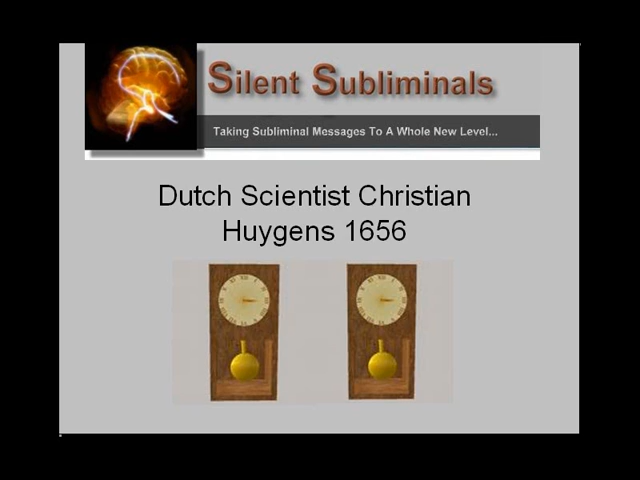 Silent Subliminals
Taking Subliminal Messages To A Whole New Level...
Dutch Scientist Christian
Huygens 1656